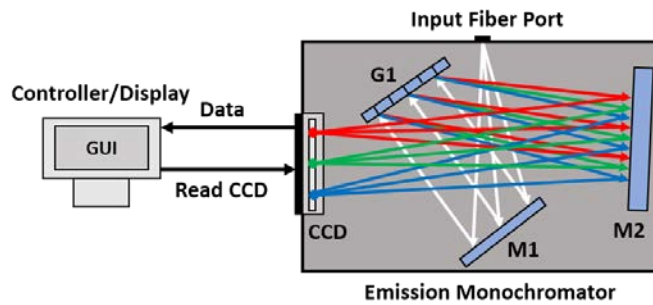 Input Fiber Port
G1
Controller/Display
Data
GUI
Read CCD
CCD
M1
M2
Emission Monochromator